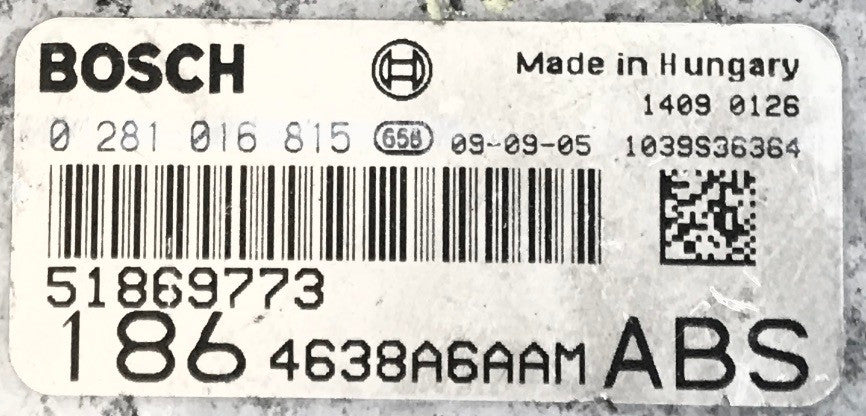 BOSCH Made in Hungary
1409 0126
0 281 016 815 658 09-09-05 1039S36364
51869773
186 4638A6AAM ABS